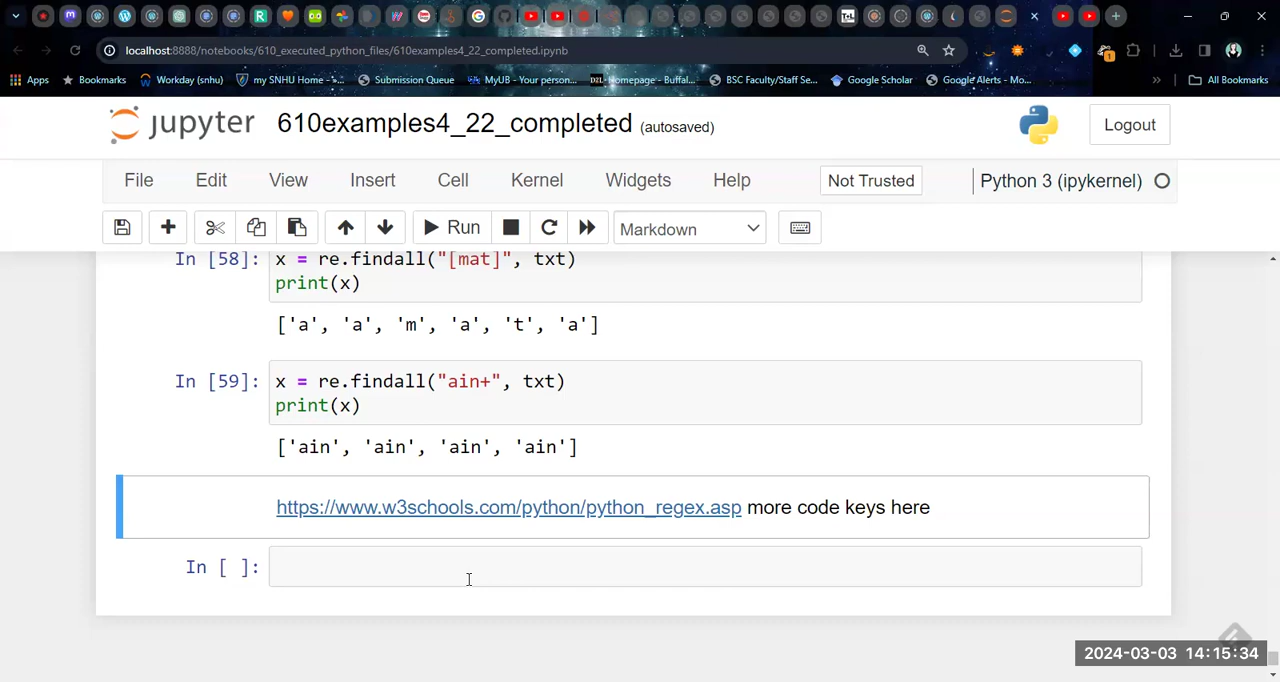 localhost:8888/notebooks/610_executed_python_files/610examples4_22_completed.ipynb
Apps Bookmarks Workday (snhu) my SNHU Home - ... Submission Queue MyUB - Your person... D2L Homepage - Buffal... BSC Faculty/Staff Se... Google Scholar Google Alerts - Mo... » All Bookmarks
jupyter 610examples4_22_completed (autosaved) Logout
File Edit View Insert Cell Kernel Widgets Help Not Trusted Python 3 (ipykernel)
Run Markdown
In [58]: x = re.findall("[mat]", txt)
print(x)
['a', 'a', 'm', 'a', 't', 'a']
In [59]: x = re.findall("ain+", txt)
print(x)
['ain', 'ain', 'ain', 'ain']
https://www.w3schools.com/python/python_regex.asp more code keys here
In [ ]:
2024-03-03 14:15:34